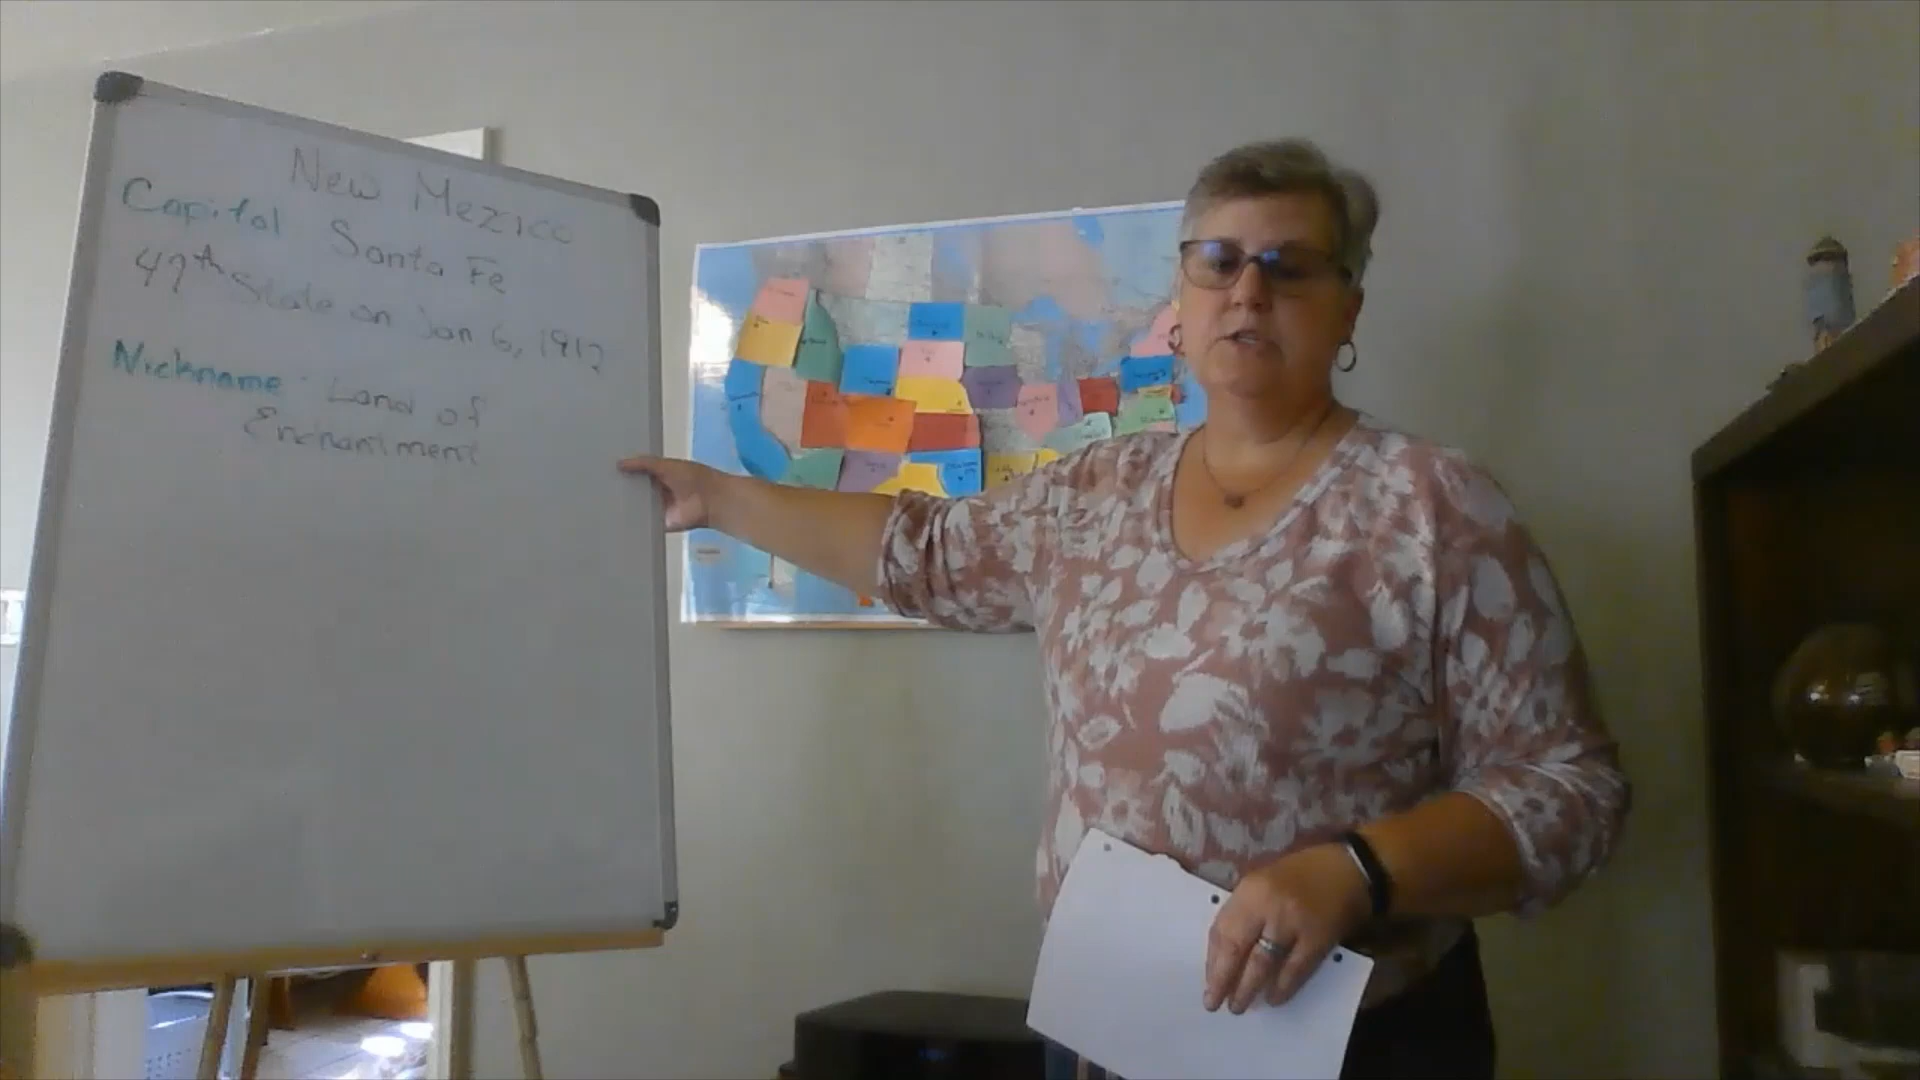 New Mexico
Capital Santa Fe
47th State on Jan 6, 1912
Nickname: Land of
Enchantment